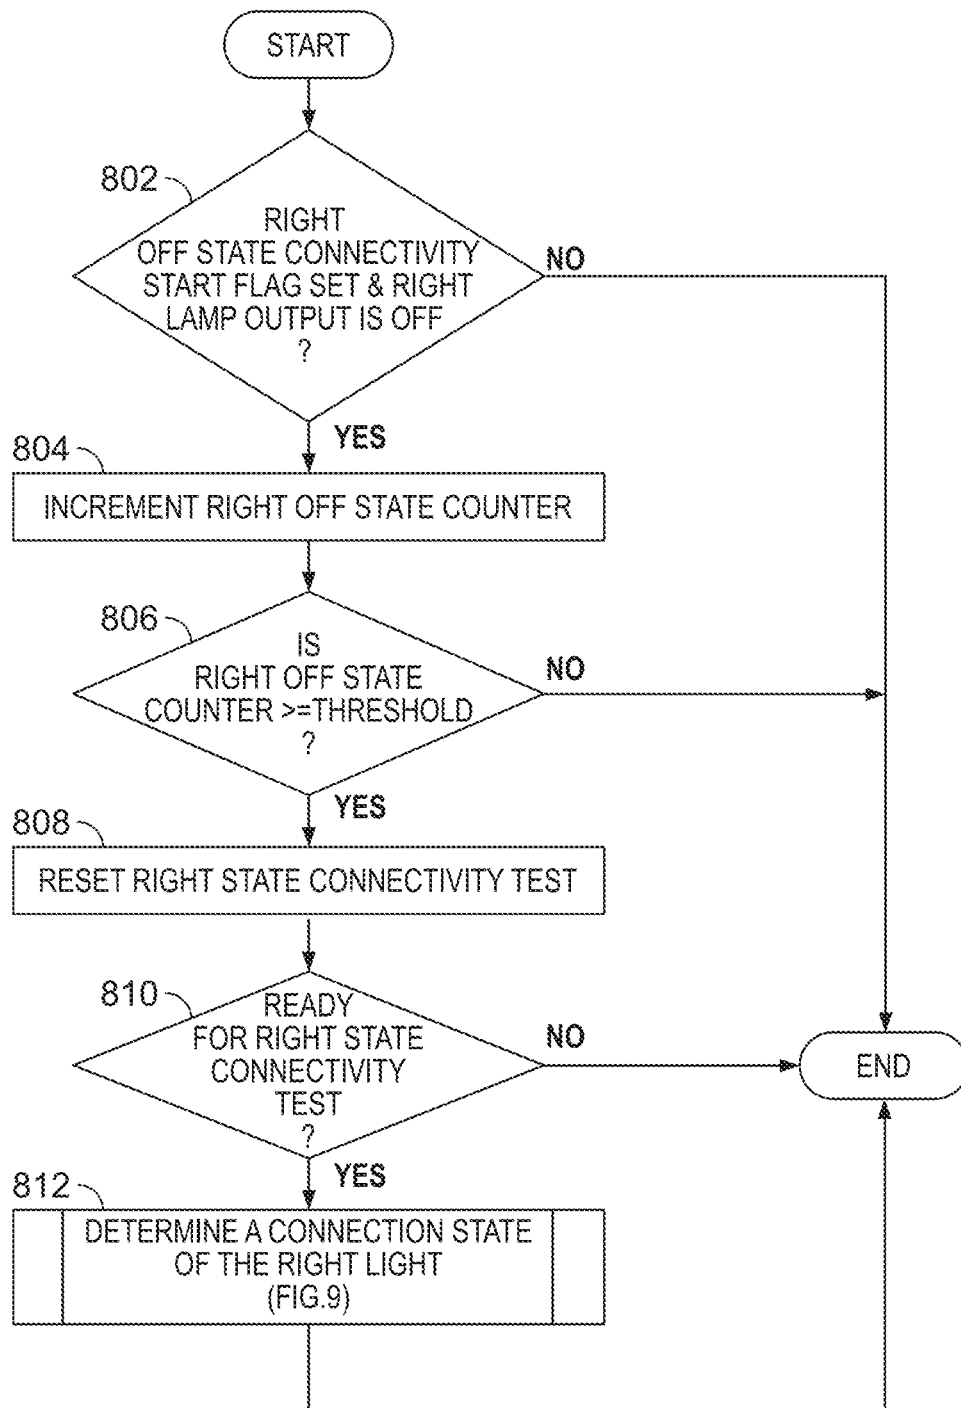 START
802
RIGHT
OFF STATE CONNECTIVITY
START FLAG SET & RIGHT
LAMP OUTPUT IS OFF
?
NO
YES
804
INCREMENT RIGHT OFF STATE COUNTER
806
IS
RIGHT OFF STATE
COUNTER >=THRESHOLD
?
NO
YES
808
RESET RIGHT STATE CONNECTIVITY TEST
810
READY
FOR RIGHT STATE
CONNECTIVITY
TEST
?
NO
END
YES
812
DETERMINE A CONNECTION STATE
OF THE RIGHT LIGHT
(FIG.9)